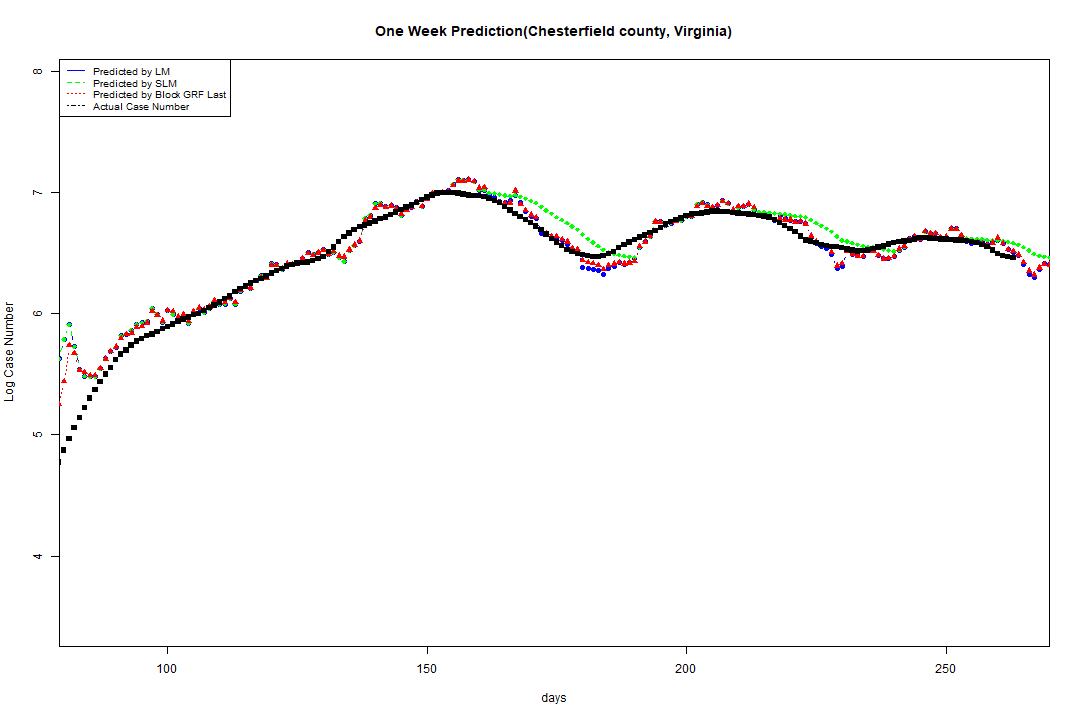 One Week Prediction(Chesterfield county, Virginia)
Predicted by LM
Predicted by SLM
Predicted by Block GRF Last
Actual Case Number
8
7
6
5
4
Log Case Number
100 150 200 250
days